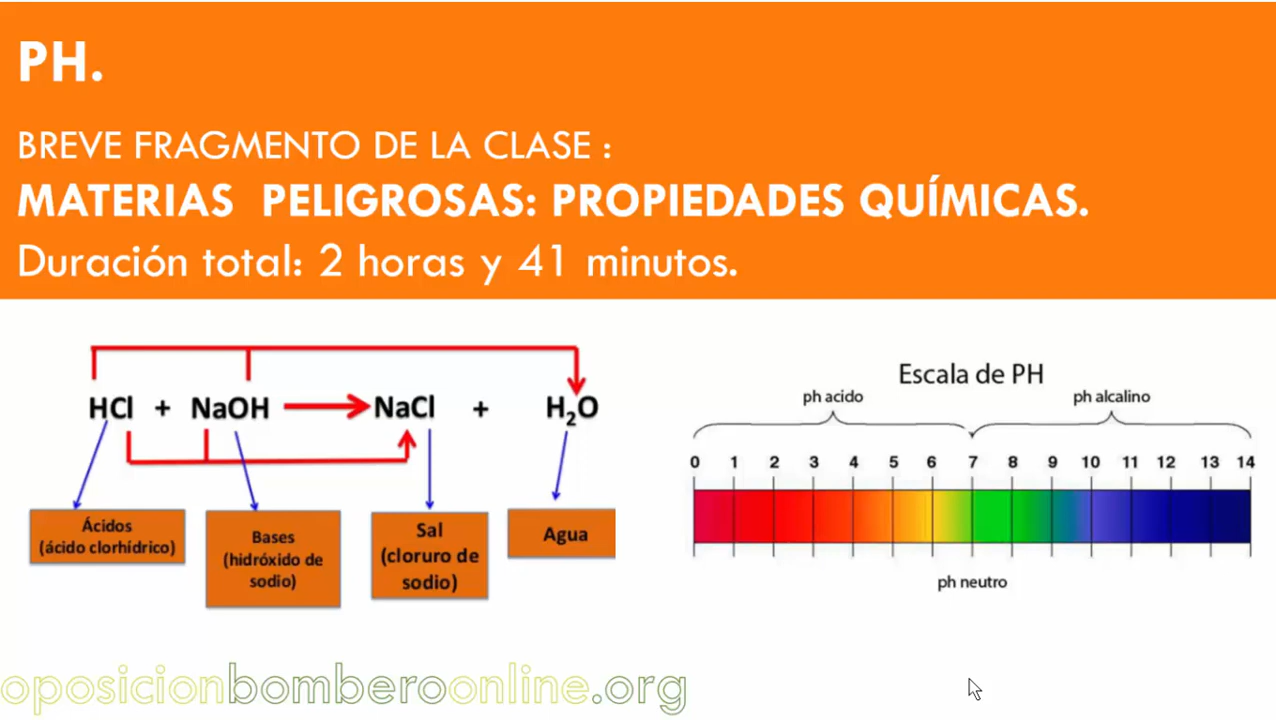 PH.
BREVE FRAGMENTO DE LA CLASE :
MATERIAS PELIGROSAS: PROPIEDADES QUÍMICAS.
Duración total: 2 horas y 41 minutos.
HCl + NaOH NaCl + H₂O
Ácidos
(ácido clorhídrico)
Bases
(hidróxido de
sodio)
Sal
(cloruro de
sodio)
Agua
Escala de PH
ph acido ph alcalino
0 1 2 3 4 5 6 7 8 9 10 11 12 13 14
ph neutro
oposicionbomberoonline.org